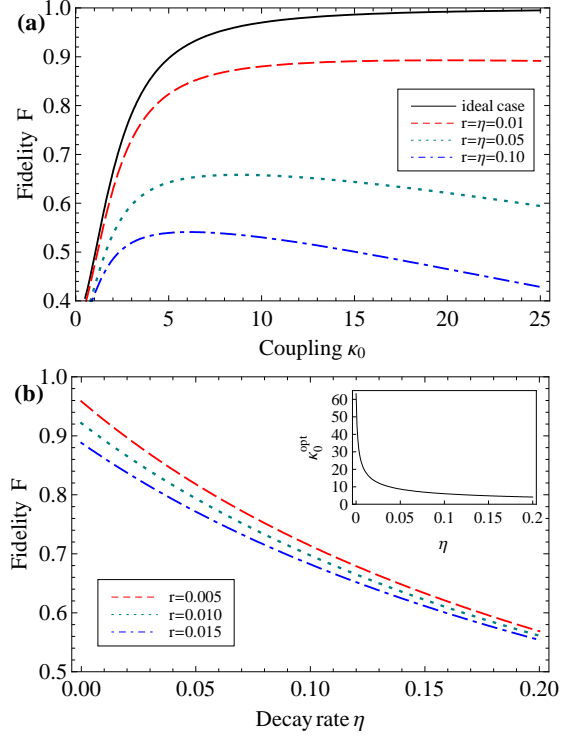 (a)
Fidelity F
1.0
0.9
0.8
0.7
0.6
0.5
0.4
ideal case
r=η=0.01
r=η=0.05
r=η=0.10
0 5 10 15 20 25
Coupling κ0
(b)
Fidelity F
1.0
0.9
0.8
0.7
0.6
0.5
κ0opt
60
50
40
30
20
10
0
0 0.05 0.1 0.15 0.2
η
r=0.005
r=0.010
r=0.015
0.00 0.05 0.10 0.15 0.20
Decay rate η